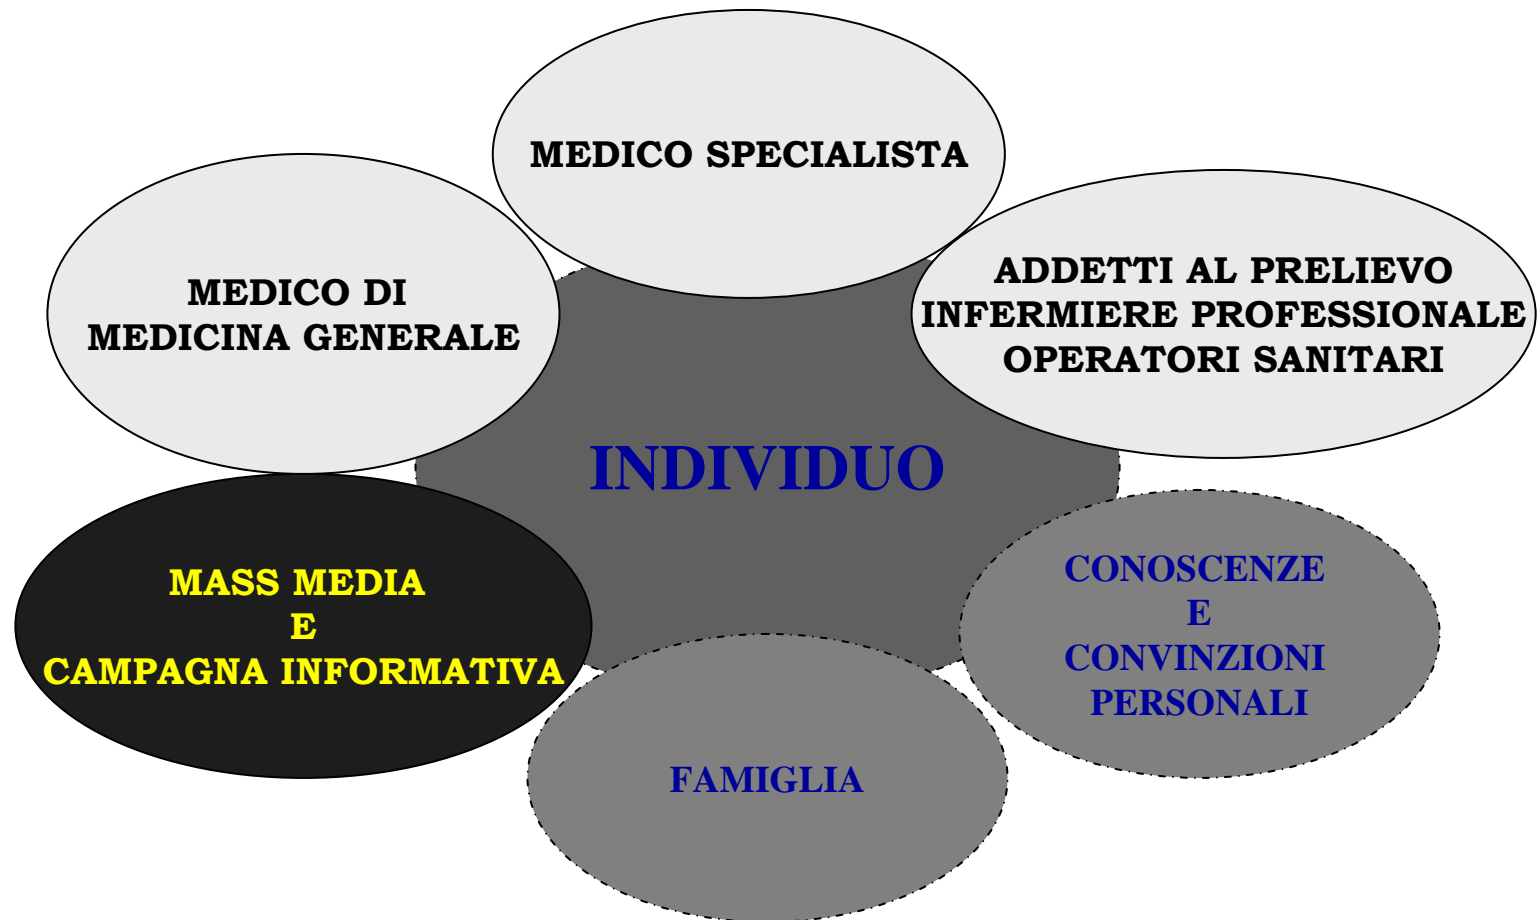 MEDICO SPECIALISTA
MEDICO DI
MEDICINA GENERALE
ADDETTI AL PRELIEVO
INFERMIERE PROFESSIONALE
OPERATORI SANITARI
INDIVIDUO
MASS MEDIA
E
CAMPAGNA INFORMATIVA
CONOSCENZE
E
CONVINZIONI
PERSONALI
FAMIGLIA